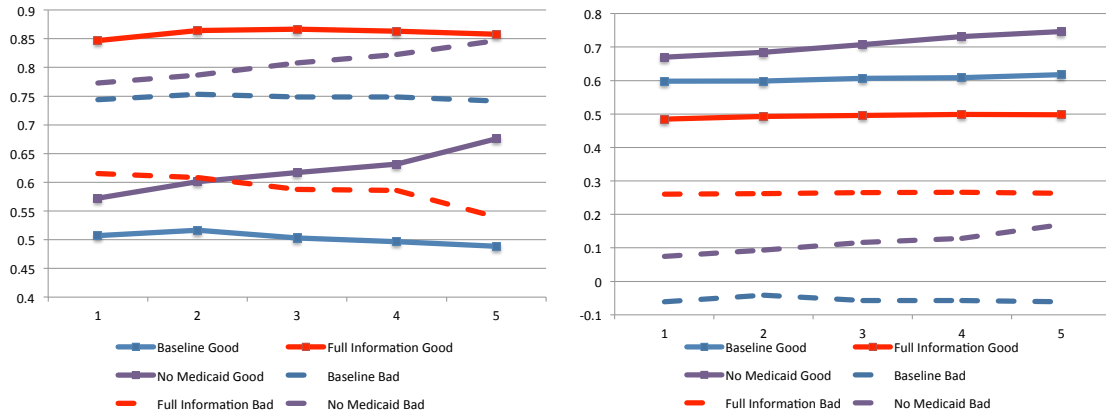 0.9
0.85
0.8
0.75
0.7
0.65
0.6
0.55
0.5
0.45
0.4
1 2 3 4 5
Baseline Good Full Information Good
No Medicaid Good Baseline Bad
Full Information Bad No Medicaid Bad
0.8
0.7
0.6
0.5
0.4
0.3
0.2
0.1
0
-0.1
1 2 3 4 5
Baseline Good Full Information Good
No Medicaid Good Baseline Bad
Full Information Bad No Medicaid Bad